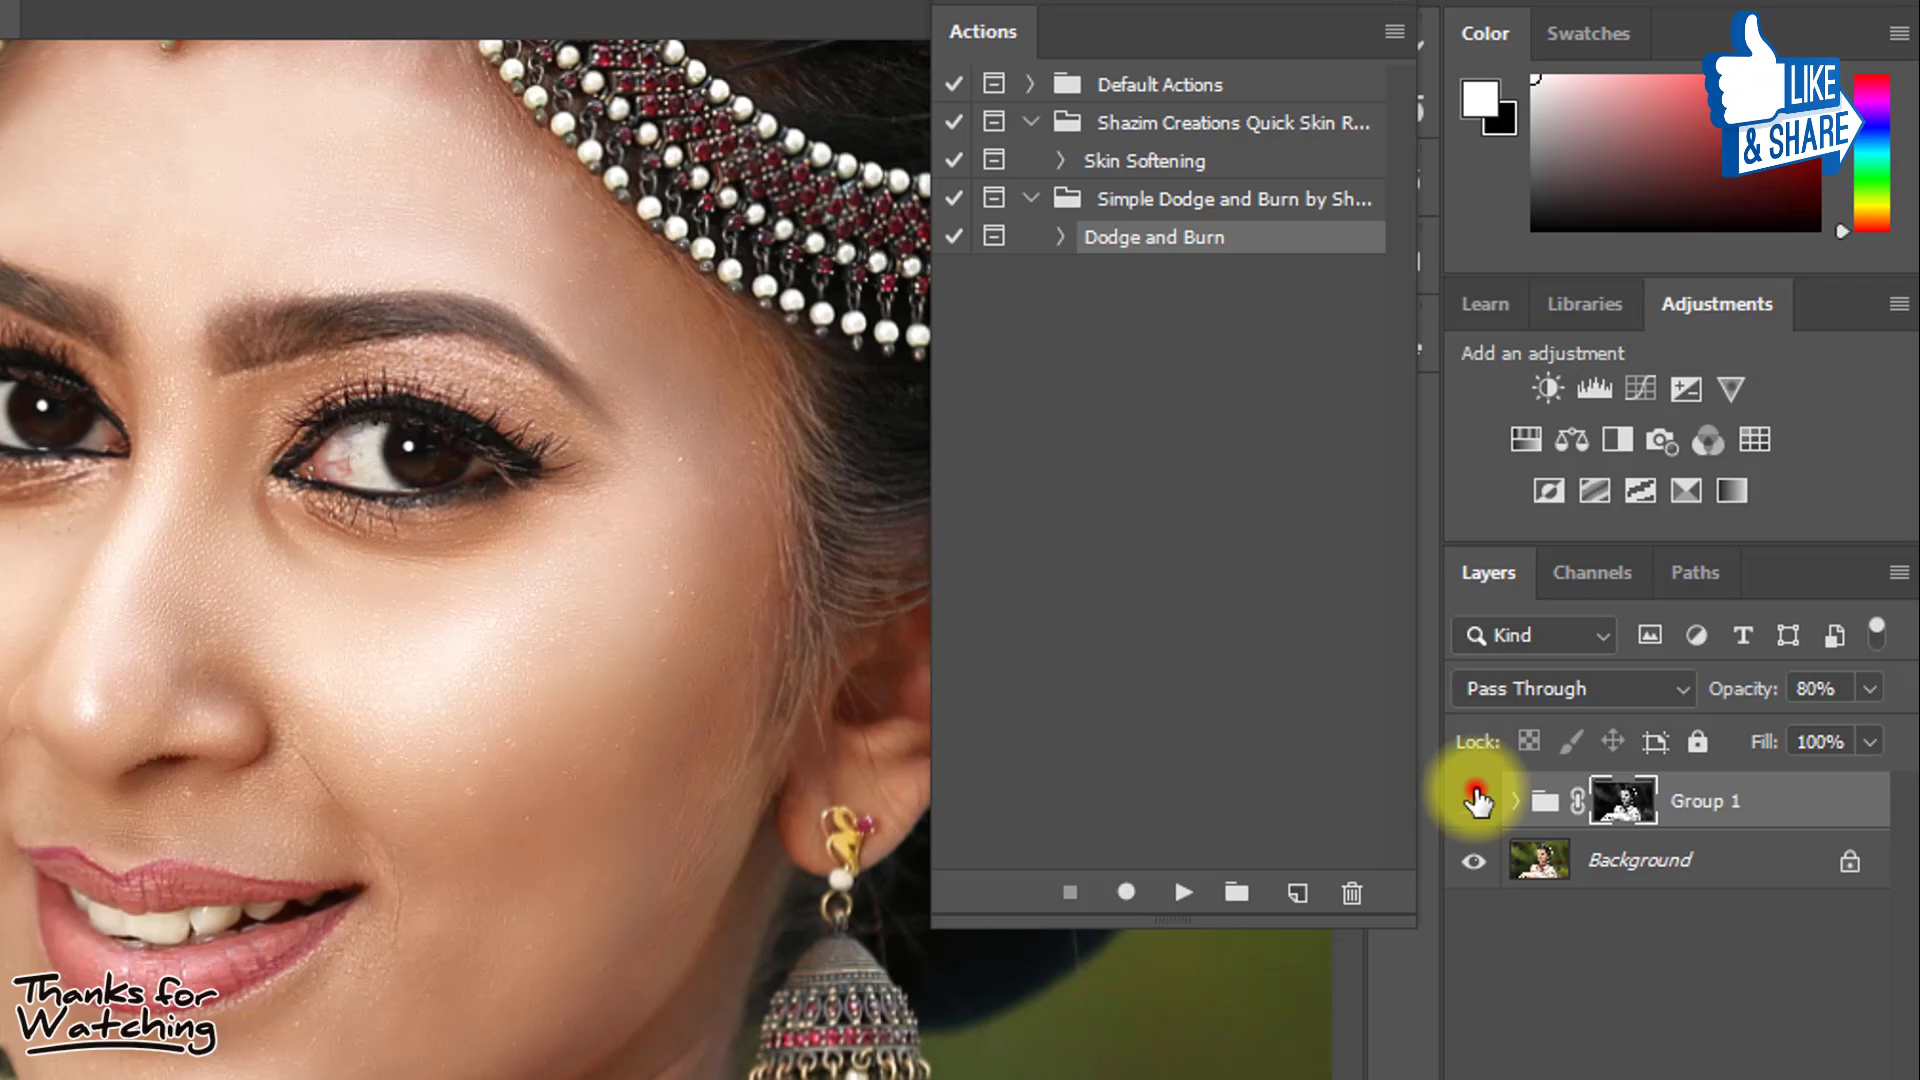 Actions
Default Actions
Shazim Creations Quick Skin R...
Skin Softening
Simple Dodge and Burn by Sh...
Dodge and Burn
Color
Swatches
LIKE
& SHARE
Learn
Libraries
Adjustments
Add an adjustment
Layers
Channels
Paths
Kind
Pass Through
Opacity: 80%
Lock:
Fill: 100%
Group 1
Background
Thanks for
Watching